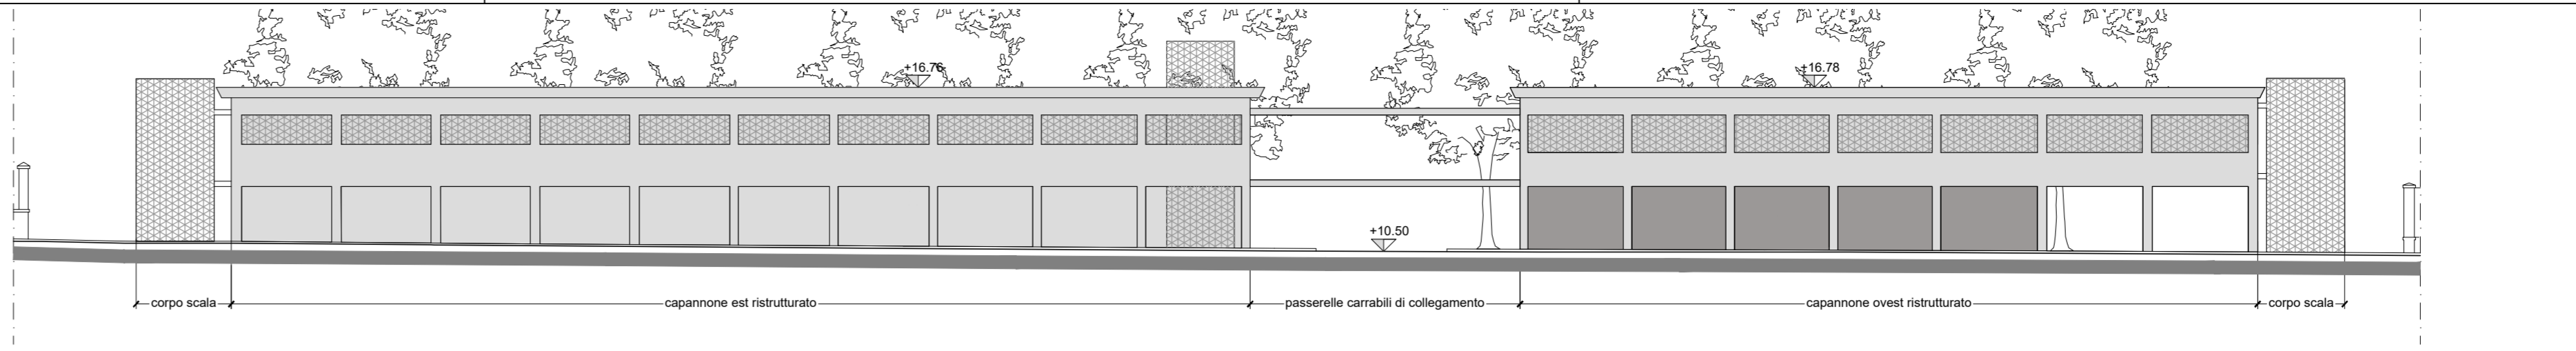 +16.76
+16.78
+10.50
corpo scala
capannone est ristrutturato
passerelle carrabili di collegamento
capannone ovest ristrutturato
corpo scala